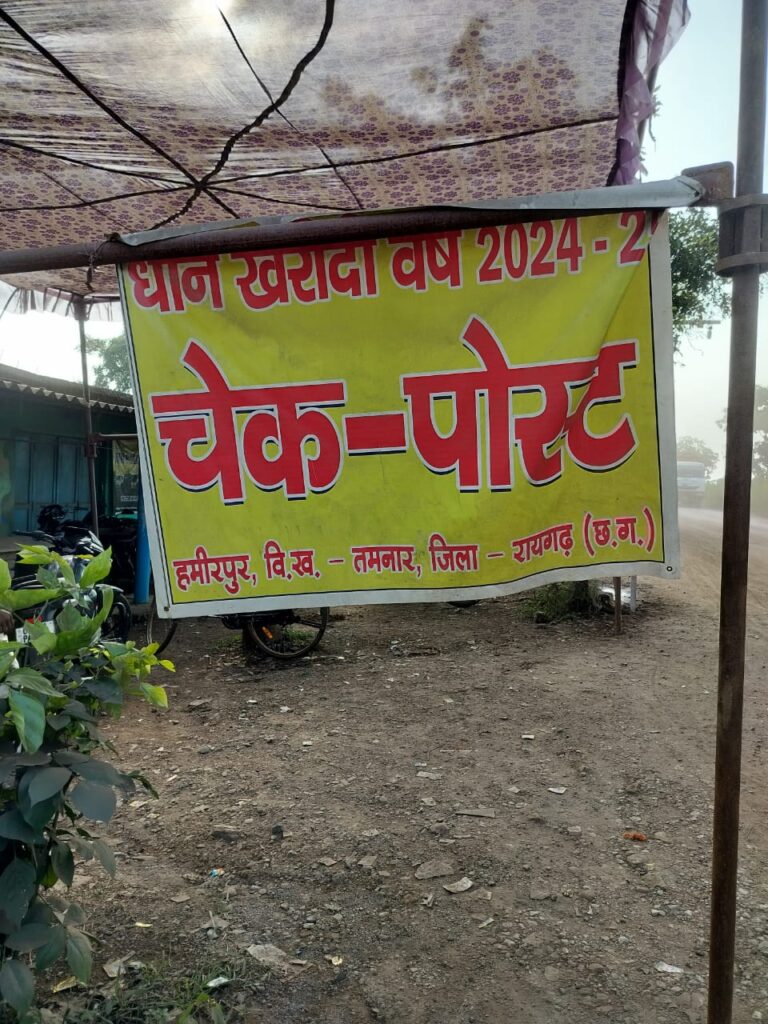 धान खरीदी वर्ष 2024 - 2
चेक-पोस्ट
हमीरपुर, वि.ख. - तमनार, जिला - रायगढ़ (छ.ग.)